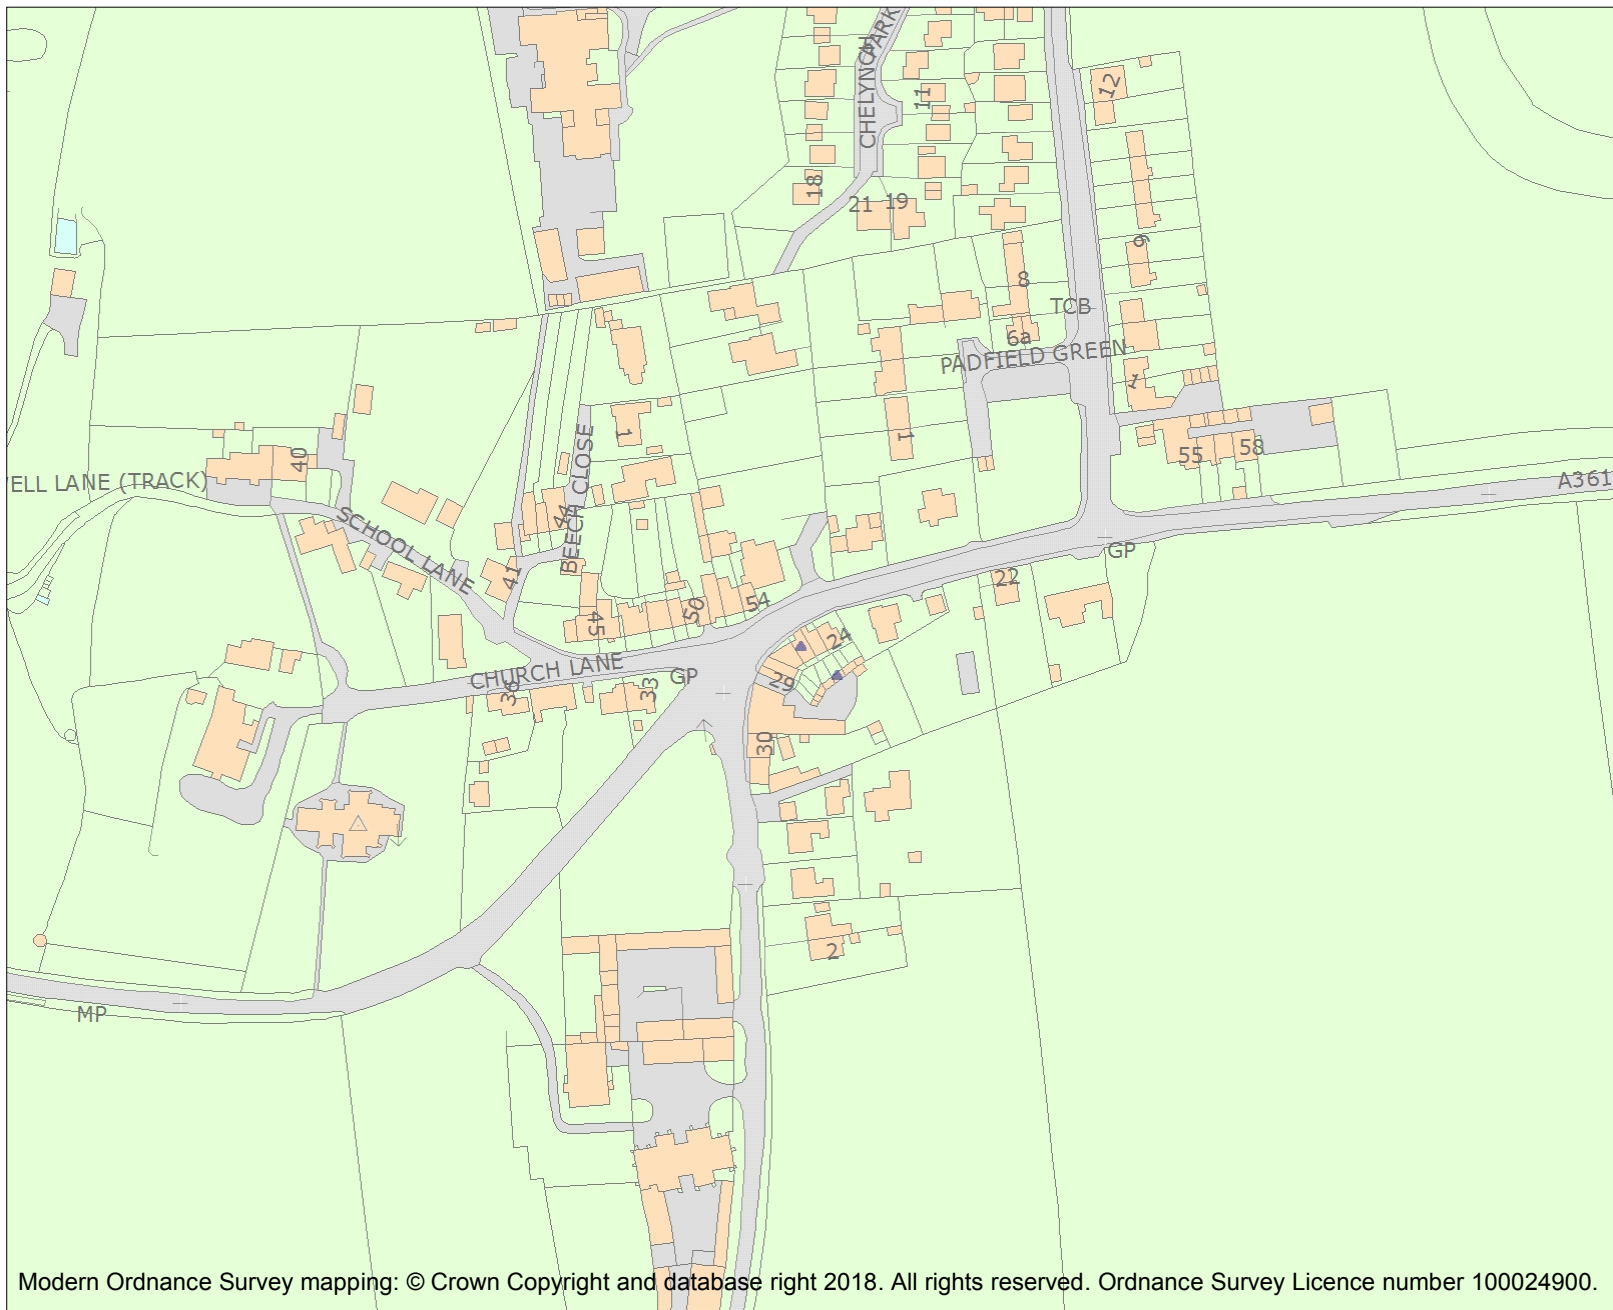 CHELYNCH PARK
12
11
18
21
19
6
8
TCB
6a
PADFIELD GREEN
1
1
1
55
58
A361
40
ELL LANE (TRACK)
SCHOOL LANE
44
BEECH CLOSE
41
GP
22
50
54
45
24
CHURCH LANE
GP
29
36
33
30
2
MP
Modern Ordnance Survey mapping: © Crown Copyright and database right 2018. All rights reserved. Ordnance Survey Licence number 100024900.